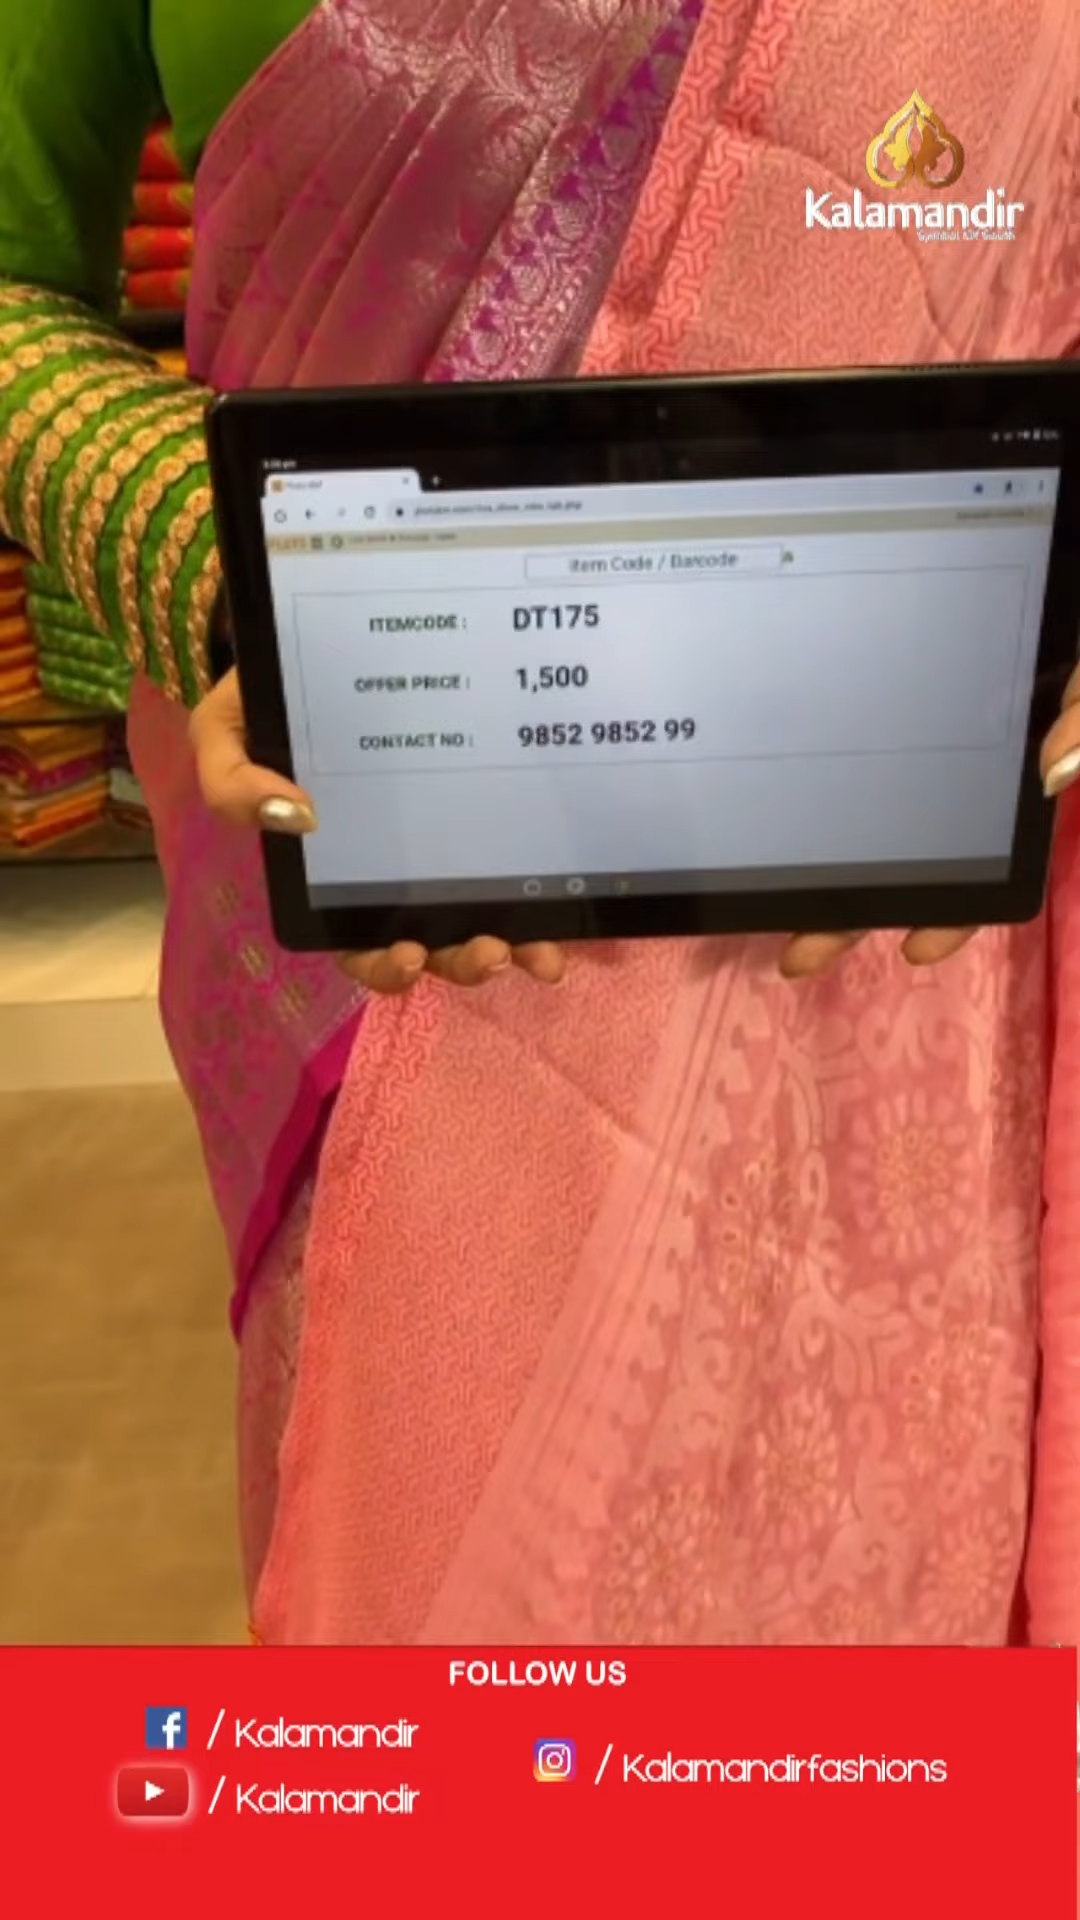 Kalamandir
Item Code / Barcode
ITEMCODE : DT175
OFFER PRICE : 1,500
CONTACT NO : 9852 9852 99
FOLLOW US
/ Kalamandir
/ Kalamandirfashions
/ Kalamandir